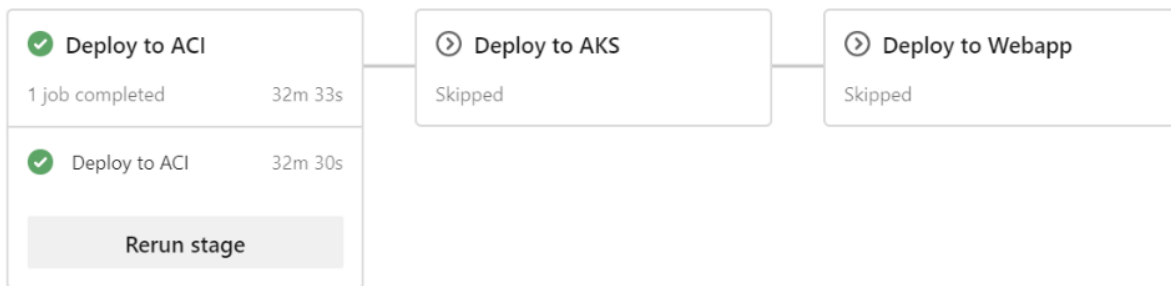 Deploy to ACI
1 job completed 32m 33s
Deploy to ACI 32m 30s
Rerun stage
Deploy to AKS
Skipped
Deploy to Webapp
Skipped